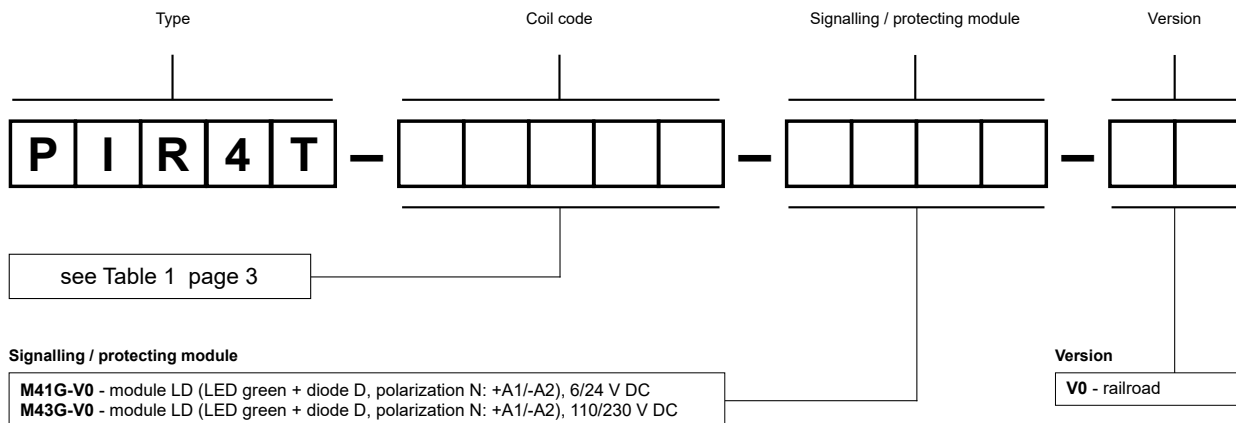 Type Coil code Signalling / protecting module Version
P I R 4 T – – –
see Table 1 page 3
Signalling / protecting module Version
M41G-V0 - module LD (LED green + diode D, polarization N: +A1/-A2), 6/24 V DC
M43G-V0 - module LD (LED green + diode D, polarization N: +A1/-A2), 110/230 V DC
V0 - railroad